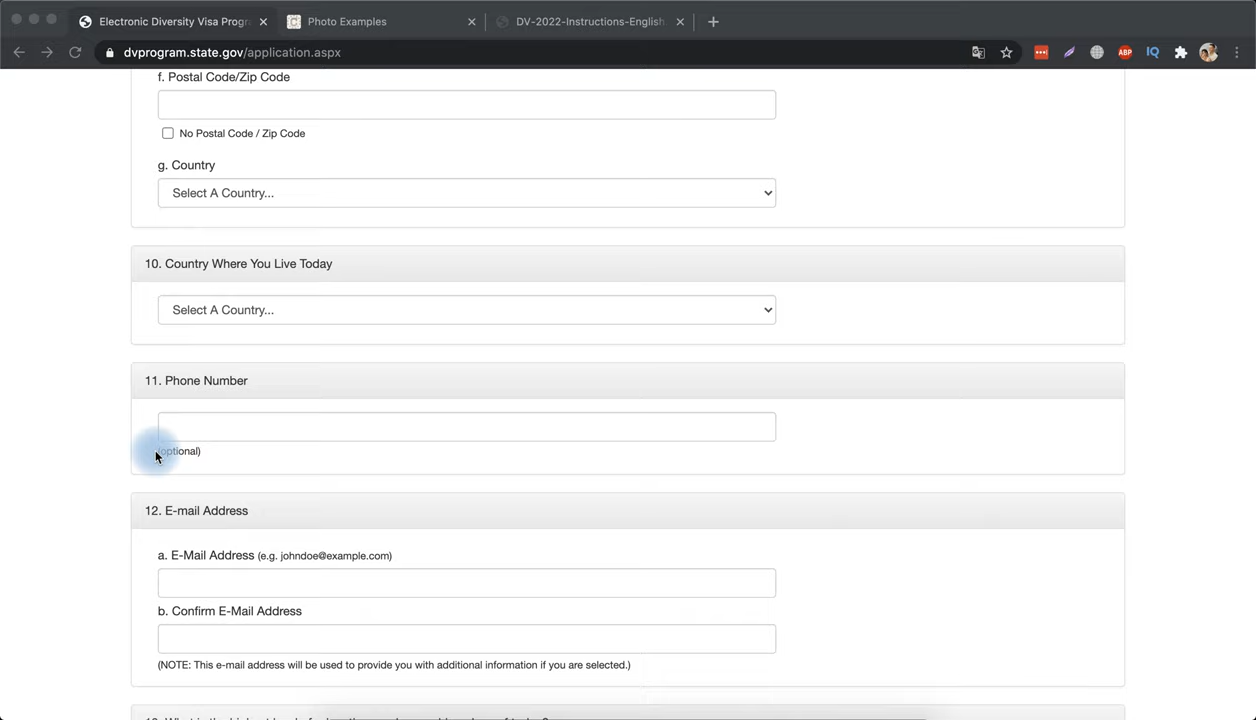 Electronic Diversity Visa Progr
Photo Examples
DV-2022-Instructions-English.
dvprogram.state.gov/application.aspx
ABP
IQ
f. Postal Code/Zip Code
No Postal Code / Zip Code
g. Country
Select A Country...
10. Country Where You Live Today
Select A Country...
11. Phone Number
(optional)
12. E-mail Address
a. E-Mail Address (e.g. johndoe@example.com)
b. Confirm E-Mail Address
(NOTE: This e-mail address will be used to provide you with additional information if you are selected.)